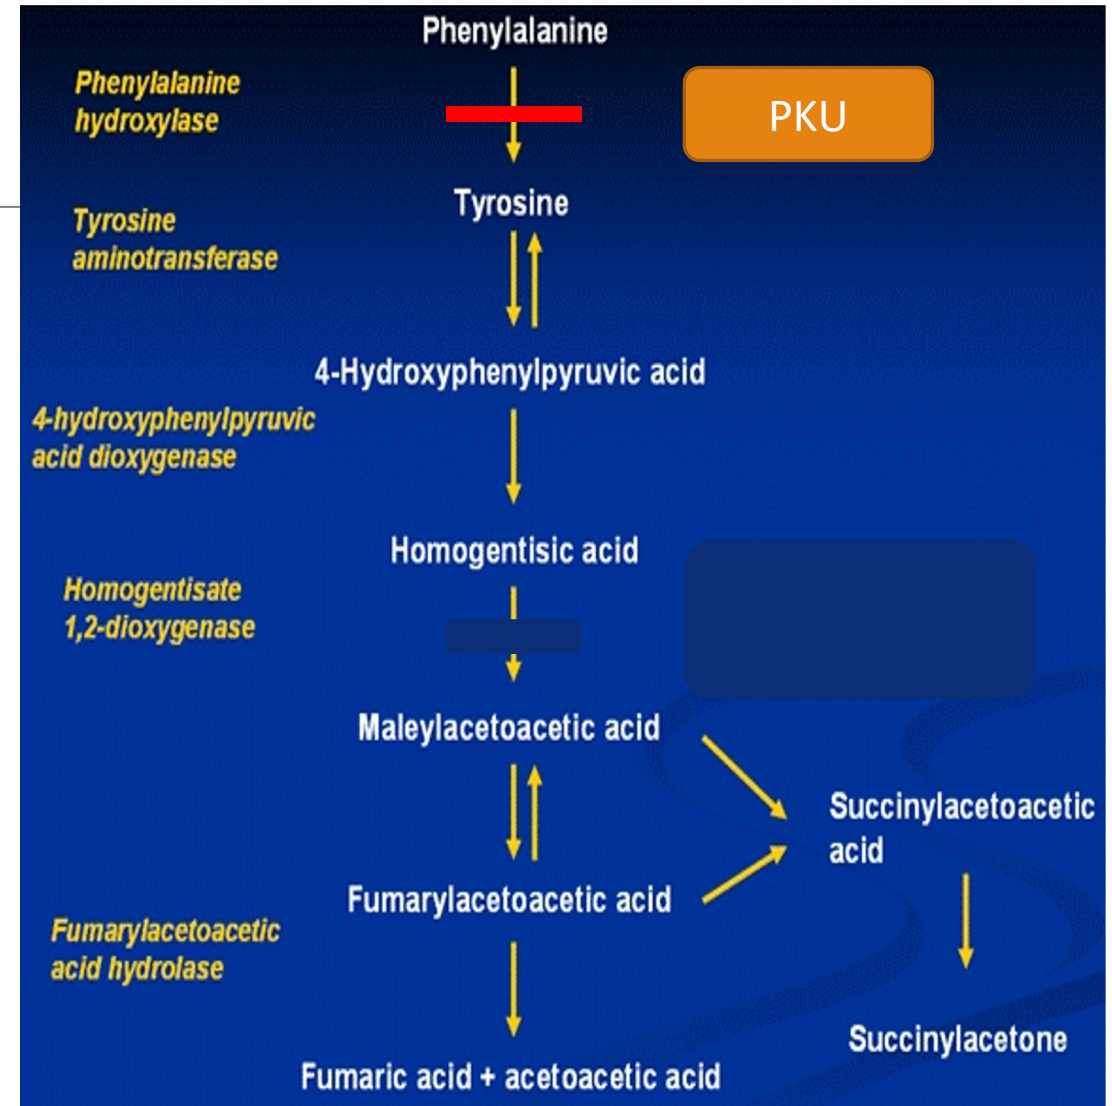 Phenylalanine
Phenylalanine
hydroxylase
PKU
Tyrosine
Tyrosine
aminotransferase
4-Hydroxyphenylpyruvic acid
4-hydroxyphenylpyruvic
acid dioxygenase
Homogentisic acid
Homogentisate
1,2-dioxygenase
Maleylacetoacetic acid
Succinylacetoacetic
acid
Fumarylacetoacetic acid
Fumarylacetoacetic
acid hydrolase
Succinylacetone
Fumaric acid + acetoacetic acid